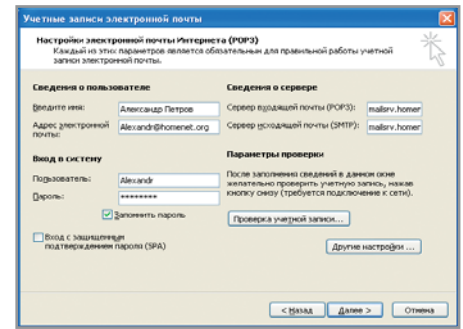 Учетные записи электронной почты
Настройки электронной почты Интернета (POP3)
Каждый из этих параметров является обязательным для правильной работы учетной
записи электронной почты.
Сведения о пользователе
Введите имя: Александр Петров
Адрес электронной почты: Alexandr@homenet.org
Вход в систему
Пользователь: Alexandr
Пароль: ********
Запомнить пароль
Вход с защищенным
подтверждением пароля (SPA)
Сведения о сервере
Сервер входящей почты (POP3): mailsrv.homer
Сервер исходящей почты (SMTP): mailsrv.homer
Параметры проверки
После заполнения сведений в данном окне
желательно проверить учетную запись, нажав
кнопку снизу (требуется подключение к сети).
Проверка учетной записи...
Другие настройки ...
< Назад Далее > Отмена